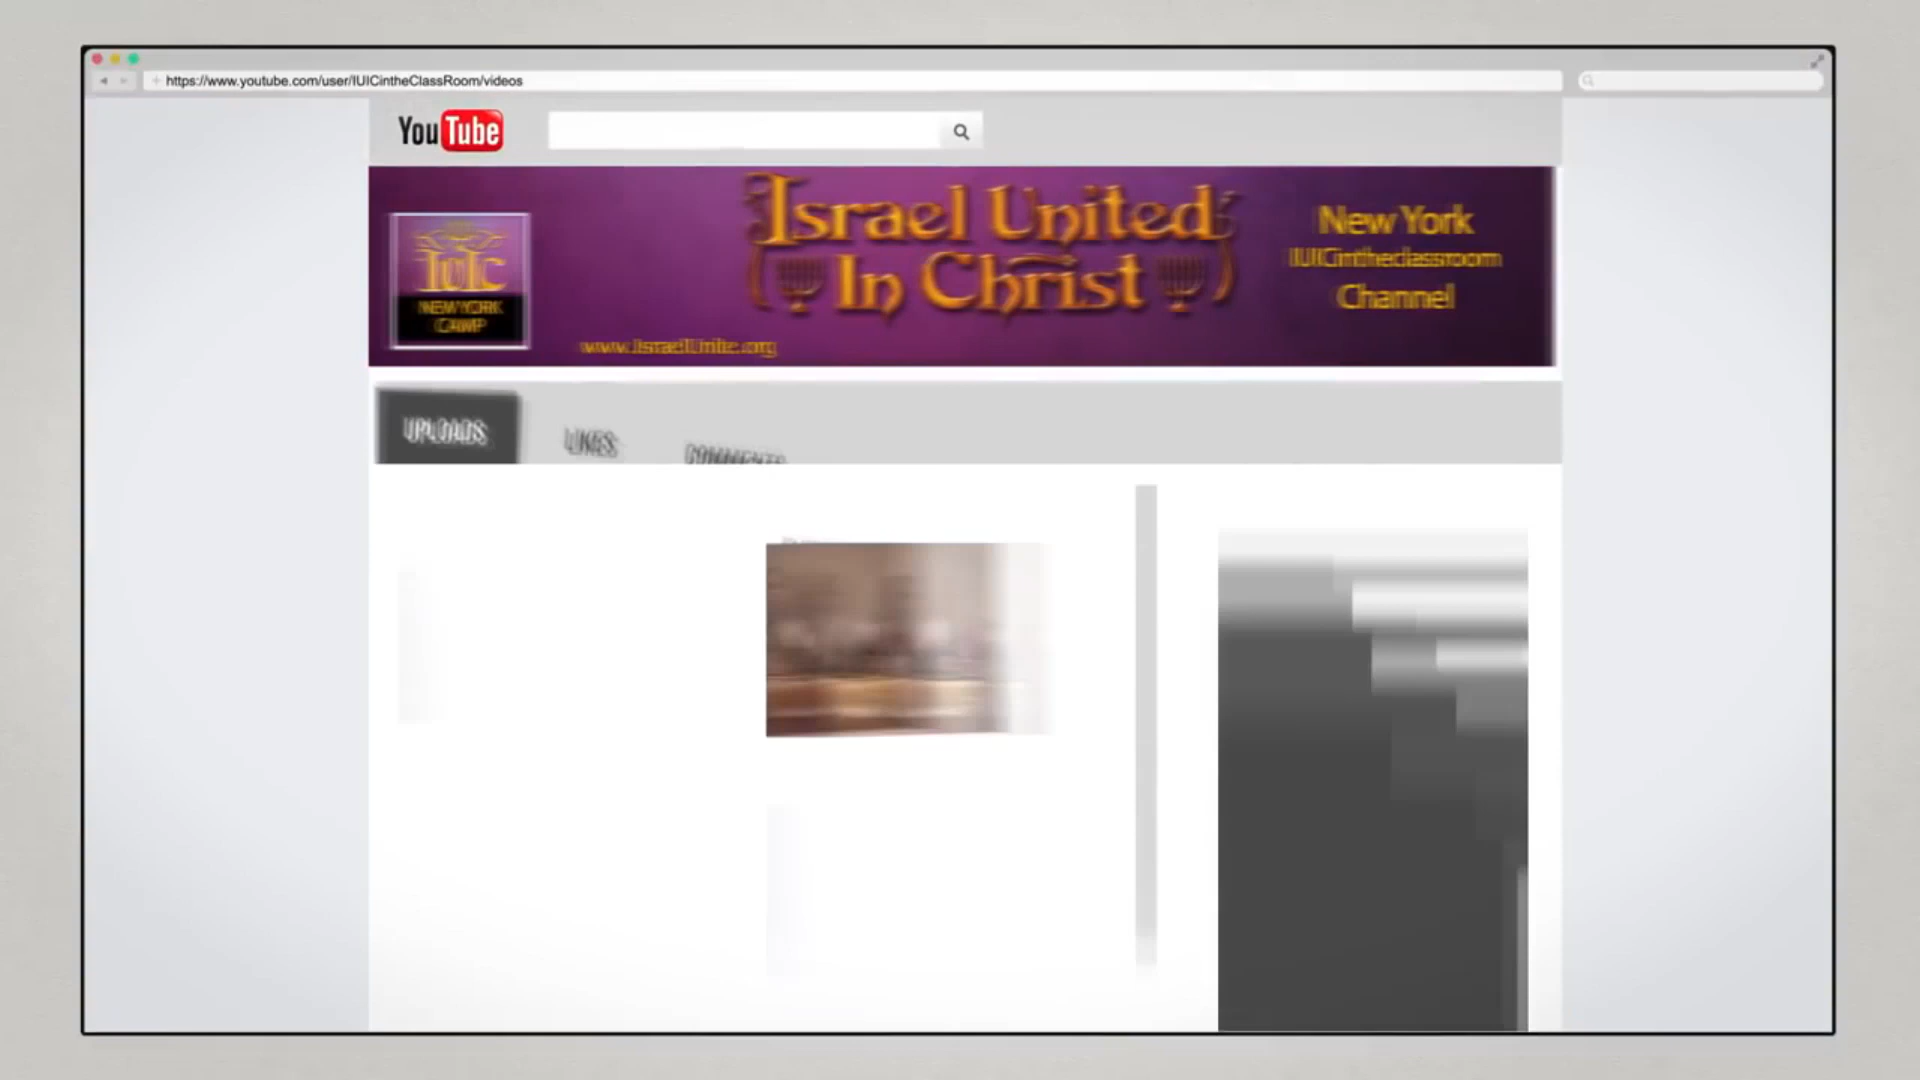 https://www.youtube.com/user/IUICintheClassRoom/videos
YouTube
Israel United
In Christ
New York
IUICintheclassroom
Channel
IUIC
NEW YORK
CAMP
www.IsraelUnite.org
UPLOADS
LIKES
COMMENTS